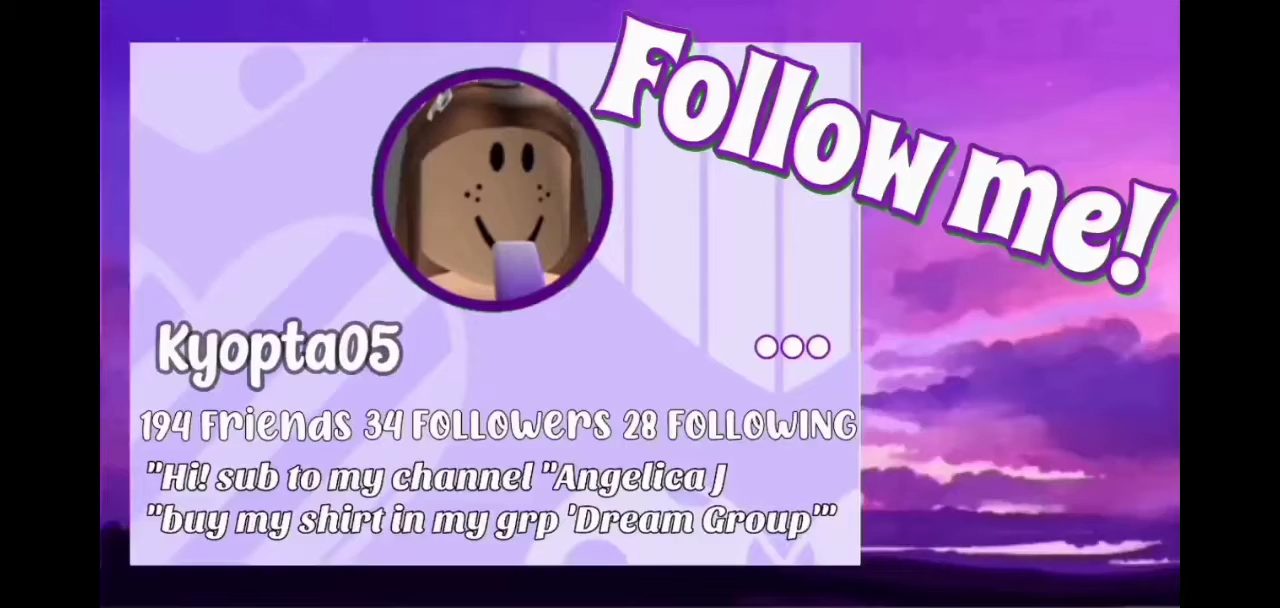 Follow me!
Kyopta05
194 Friends 34 FOLLOWERS 28 FOLLOWING
"Hi! sub to my channel "Angelica J
"buy my shirt in my grp 'Dream Group'"